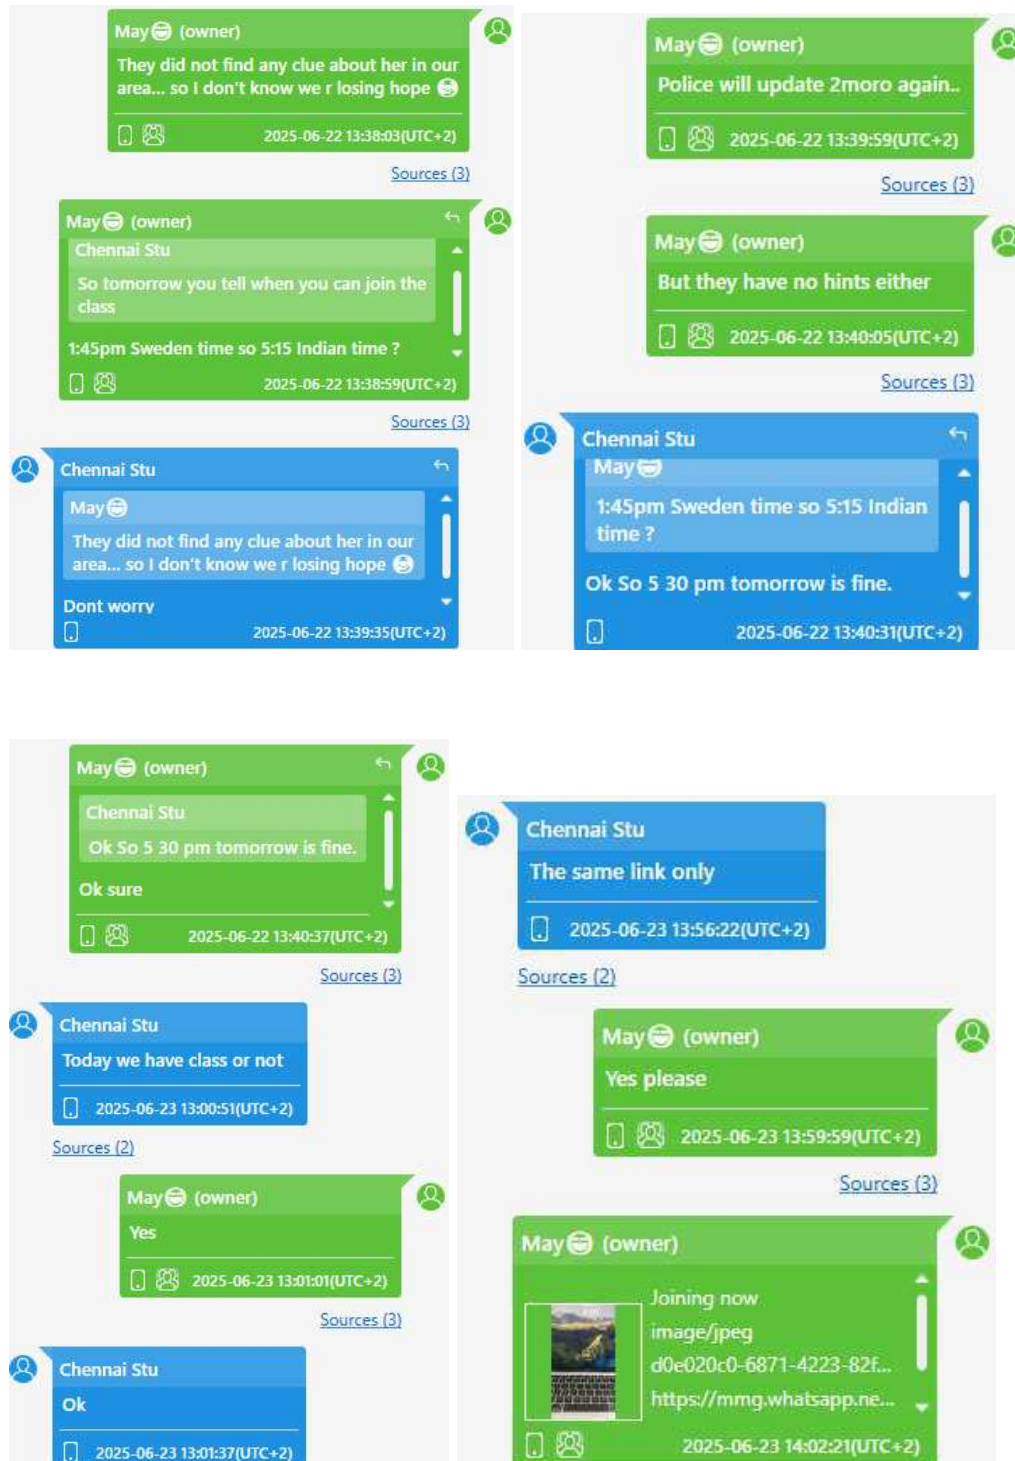 May😁 (owner)
They did not find any clue about her in our
area... so I don't know we r losing hope
2025-06-22 13:38:03(UTC+2)
Sources (3)
May😁 (owner)
Chennai Stu
So tomorrow you tell when you can join the
class
1:45pm Sweden time so 5:15 Indian time ?
2025-06-22 13:38:59(UTC+2)
Sources (3)
Chennai Stu
May😁
They did not find any clue about her in our
area... so I don't know we r losing hope
Dont worry
2025-06-22 13:39:35(UTC+2)
May😁 (owner)
Police will update 2moro again..
2025-06-22 13:39:59(UTC+2)
Sources (3)
May😁 (owner)
But they have no hints either
2025-06-22 13:40:05(UTC+2)
Sources (3)
Chennai Stu
May😁
1:45pm Sweden time so 5:15 Indian
time ?
Ok So 5 30 pm tomorrow is fine.
2025-06-22 13:40:31(UTC+2)
May😁 (owner)
Chennai Stu
Ok So 5 30 pm tomorrow is fine.
Ok sure
2025-06-22 13:40:37(UTC+2)
Sources (3)
Chennai Stu
Today we have class or not
2025-06-23 13:00:51(UTC+2)
Sources (2)
May😁 (owner)
Yes
2025-06-23 13:01:01(UTC+2)
Sources (3)
Chennai Stu
Ok
2025-06-23 13:01:37(UTC+2)
Chennai Stu
The same link only
2025-06-23 13:56:22(UTC+2)
Sources (2)
May😁 (owner)
Yes please
2025-06-23 13:59:59(UTC+2)
Sources (3)
May😁 (owner)
Joining now
image/jpeg
d0e020c0-6871-4223-82f...
https://mmg.whatsapp.ne...
2025-06-23 14:02:21(UTC+2)